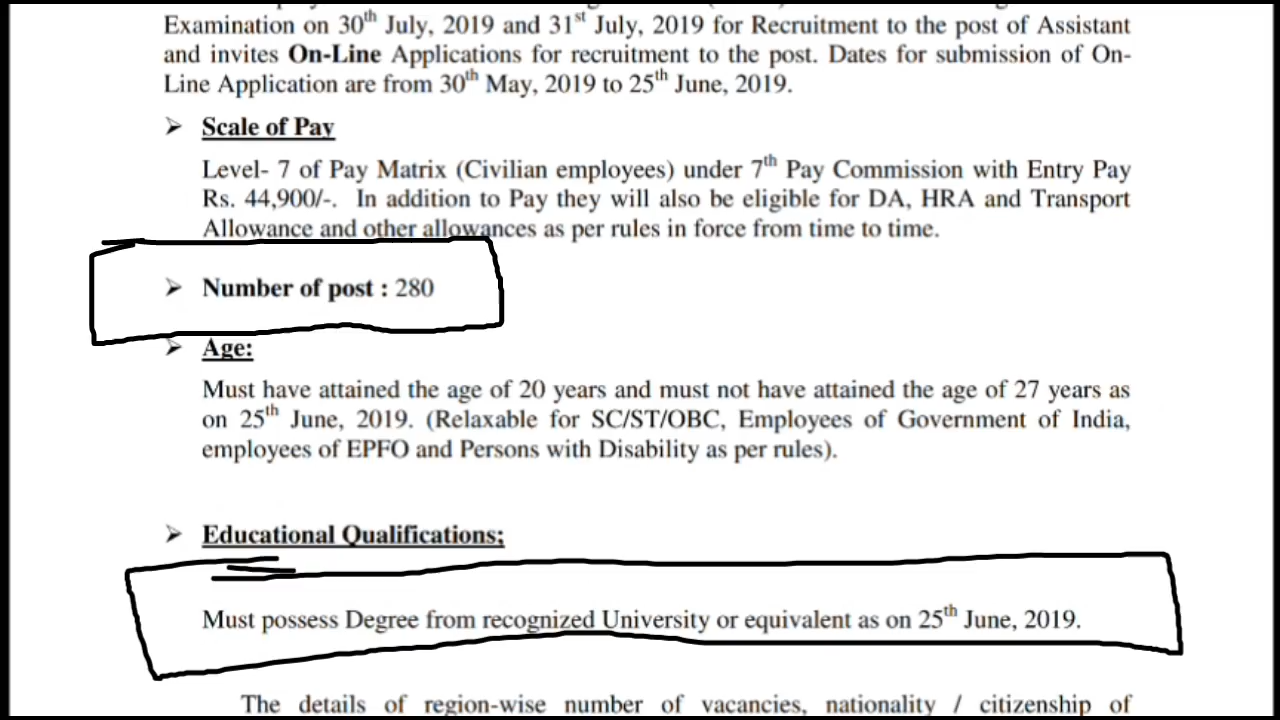 Examination on 30th July, 2019 and 31st July, 2019 for Recruitment to the post of Assistant
and invites On-Line Applications for recruitment to the post. Dates for submission of On-
Line Application are from 30th May, 2019 to 25th June, 2019.
➢ Scale of Pay
Level- 7 of Pay Matrix (Civilian employees) under 7th Pay Commission with Entry Pay
Rs. 44,900/-. In addition to Pay they will also be eligible for DA, HRA and Transport
Allowance and other allowances as per rules in force from time to time.
➢ Number of post : 280
➢ Age:
Must have attained the age of 20 years and must not have attained the age of 27 years as
on 25th June, 2019. (Relaxable for SC/ST/OBC, Employees of Government of India,
employees of EPFO and Persons with Disability as per rules).
➢ Educational Qualifications:
Must possess Degree from recognized University or equivalent as on 25th June, 2019.
The details of region-wise number of vacancies, nationality / citizenship of